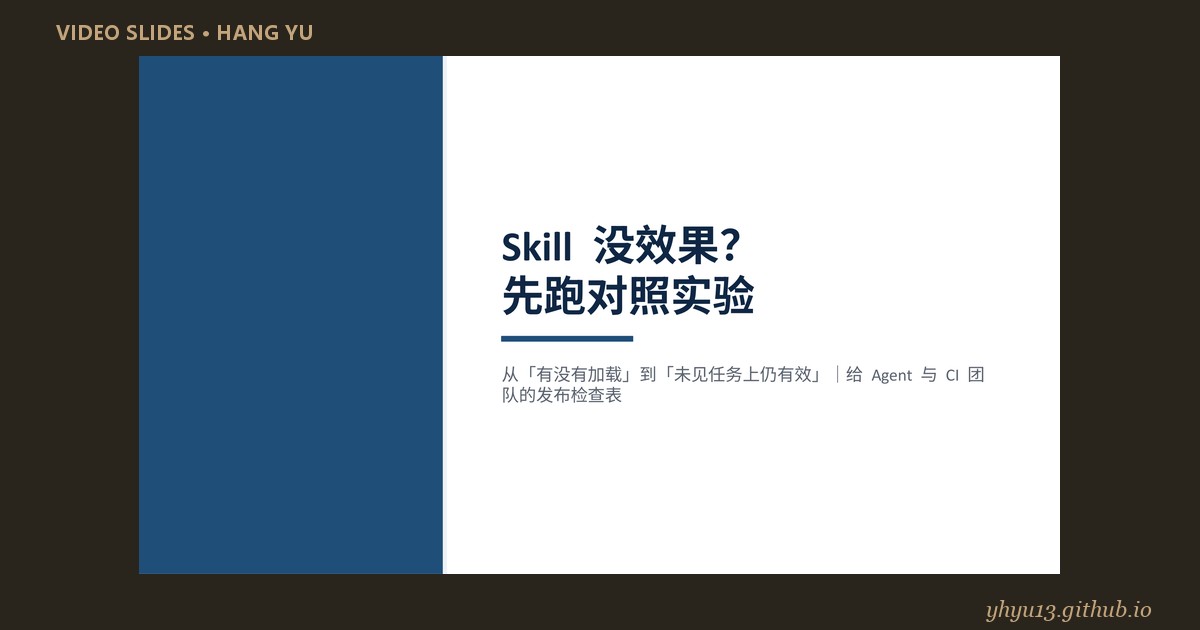 VIDEO SLIDES • HANG YU
Skill 没效果?
先跑对照实验
从「有没有加载」到「未见任务上仍有效」｜给 Agent 与 CI 团
队的发布检查表
yhyu13.github.io